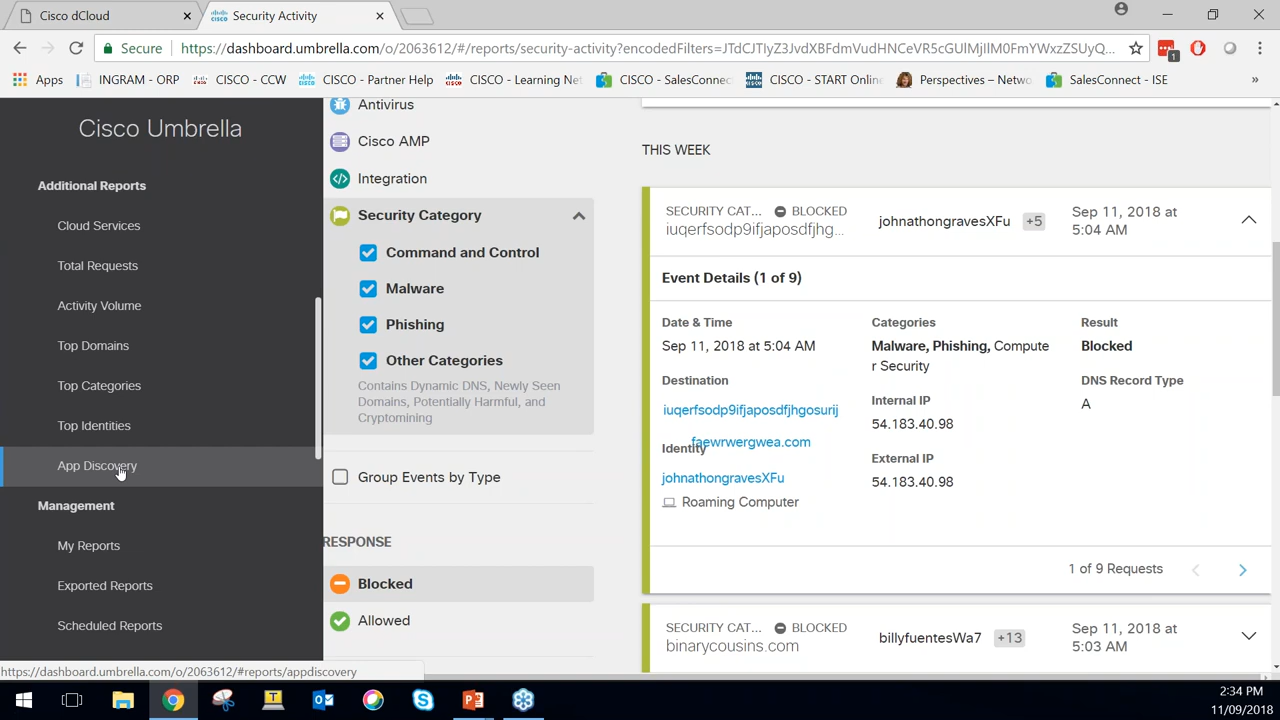 Cisco dCloud
Security Activity
Secure
https://dashboard.umbrella.com/o/2063612/#/reports/security-activity?encodedFilters=JTdCJTIyZ3JvdXBFdmVudHNCeVR5cGUlMjIlM0FmYWxzZSUyQ...
1
Apps
INGRAM - ORP
CISCO - CCW
CISCO - Partner Help
CISCO - Learning Net
CISCO - SalesConnec
CISCO - START Onlin
Perspectives – Netwo
SalesConnect - ISE
»
Cisco Umbrella
Additional Reports
Cloud Services
Total Requests
Activity Volume
Top Domains
Top Categories
Top Identities
App Discovery
Management
My Reports
Exported Reports
Scheduled Reports
https://dashboard.umbrella.com/o/2063612/#reports/appdiscovery
Antivirus
Cisco AMP
Integration
Security Category
Command and Control
Malware
Phishing
Other Categories
Contains Dynamic DNS, Newly Seen
Domains, Potentially Harmful, and
Cryptomining
Group Events by Type
RESPONSE
Blocked
Allowed
THIS WEEK
SECURITY CAT... BLOCKED
iuqerfsodp9ifjaposdfjhg...
johnathongravesXFu +5
Sep 11, 2018 at
5:04 AM
Event Details (1 of 9)
Date & Time
Sep 11, 2018 at 5:04 AM
Destination
iuqerfsodp9ifjaposdfjhgosurij
faewrwergwea.com
Identity
johnathongravesXFu
Roaming Computer
Categories
Malware, Phishing, Compute
r Security
Internal IP
54.183.40.98
External IP
54.183.40.98
Result
Blocked
DNS Record Type
A
1 of 9 Requests
SECURITY CAT... BLOCKED
binarycousins.com
billyfuentesWa7 +13
Sep 11, 2018 at
5:03 AM
2:34 PM
11/09/2018